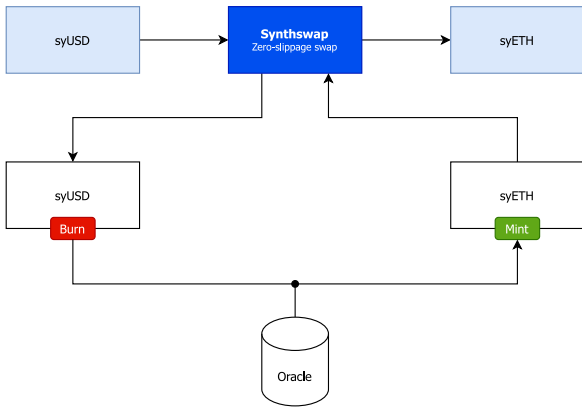 syUSD
Synthswap
Zero-slippage swap
syETH
syUSD
Burn
syETH
Mint
Oracle